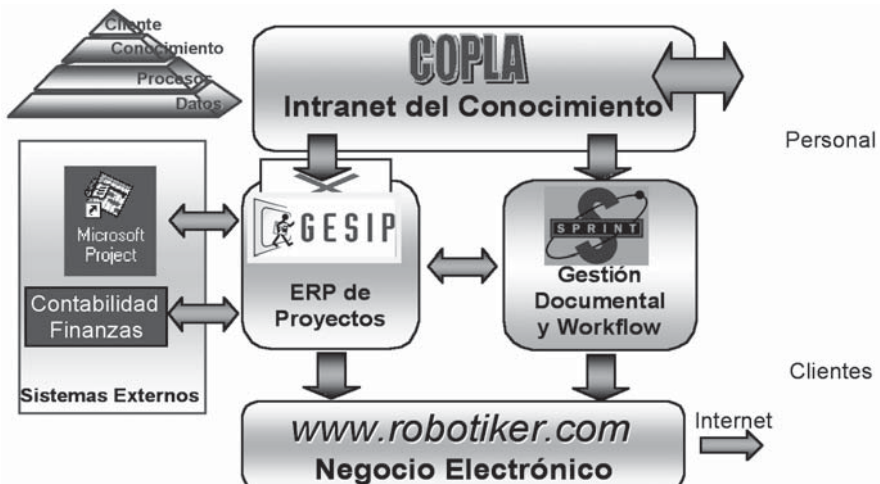 Cliente
Conocimiento
Procesos
Datos
COPLA
Intranet del Conocimiento
Personal
Microsoft
Project
Contabilidad
Finanzas
Sistemas Externos
GESIP
ERP de
Proyectos
SPRINT
Gestión
Documental
y Workflow
Clientes
www.robotiker.com
Negocio Electrónico
Internet